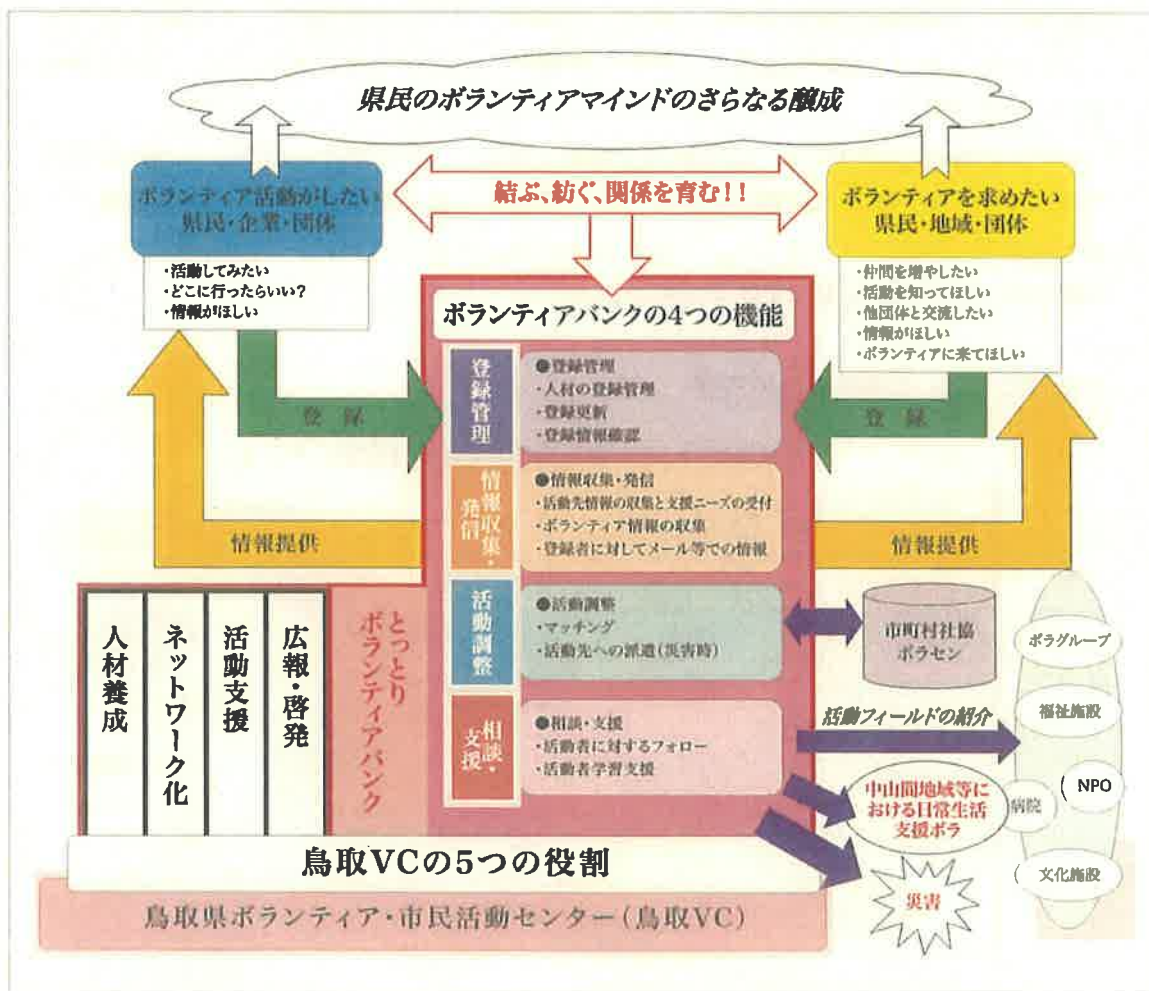 県民のボランティアマインドのさらなる醸成
ボランティア活動がしたい
県民・企業・団体
結ぶ、紡ぐ、関係を育む!!
ボランティアを求めたい
県民・地域・団体
・活動してみたい
・どこに行ったらいい?
・情報がほしい
・仲間を増やしたい
・活動を知ってほしい
・他団体と交流したい
・情報がほしい
・ボランティアに来てほしい
ボランティアバンクの4つの機能
登録
登録
登録管理
●登録管理
・人材の登録管理
・登録更新
・登録情報確認
情報収集・
発信
●情報収集・発信
・活動先情報の収集と支援ニーズの受付
・ボランティア情報の収集
・登録者に対してメール等での情報
情報提供
情報提供
活動調整
●活動調整
・マッチング
・活動先への派遣(災害時)
相談・
支援
●相談・支援
・活動者に対するフォロー
・活動者学習支援
市町村社協
ボラセン
活動フィールドの紹介
中山間地域等に
おける日常生活
支援ボラ
災害
ボラグループ
福祉施設
NPO
病院
文化施設
人材養成
ネットワーク化
活動支援
広報・啓発
とっとり
ボランティアバンク
鳥取VCの5つの役割
鳥取県ボランティア・市民活動センター(鳥取VC)